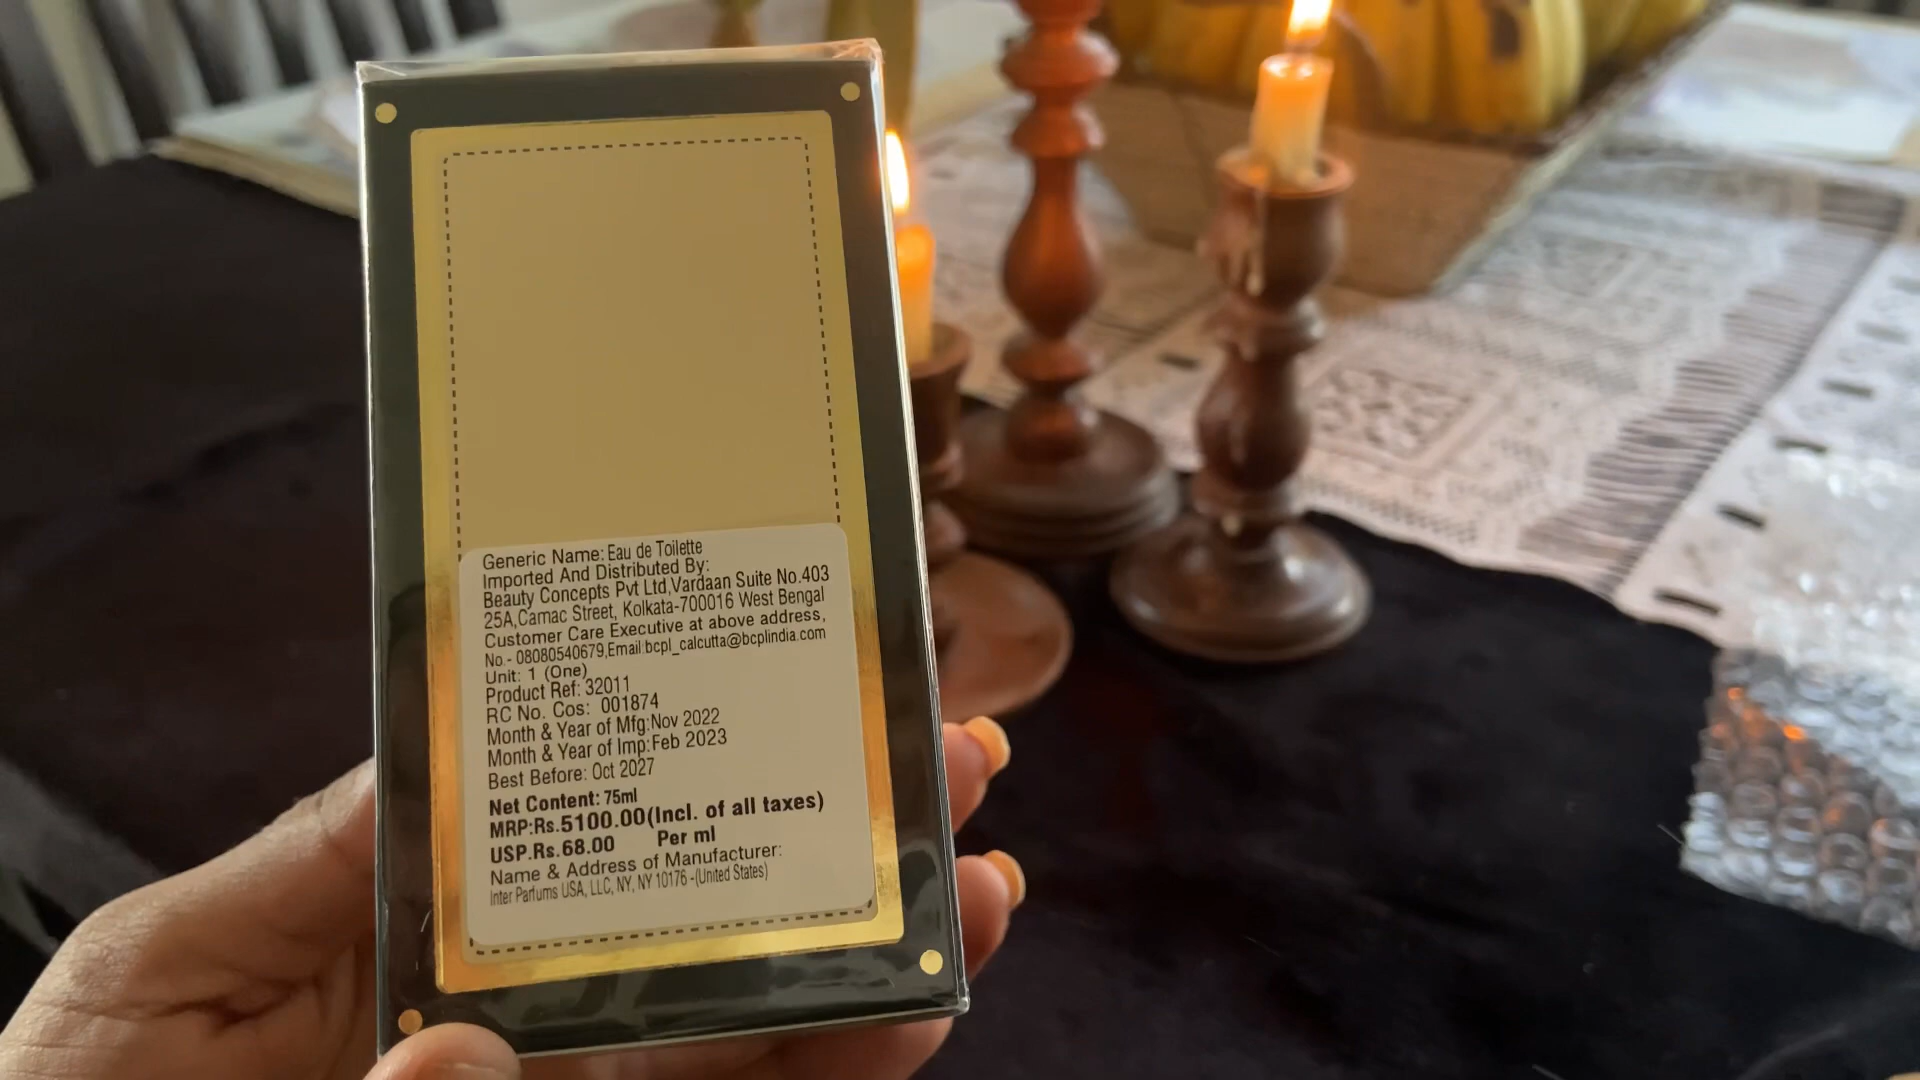 Generic Name: Eau de Toilette
Imported And Distributed By:
Beauty Concepts Pvt Ltd,Vardaan Suite No.403
25A,Camac Street, Kolkata-700016 West Bengal
Customer Care Executive at above address,
No.- 08080540679,Email:bcpl_calcutta@bcplindia.com
Unit: 1 (One)
Product Ref: 32011
RC No. Cos: 001874
Month & Year of Mfg:Nov 2022
Month & Year of Imp:Feb 2023
Best Before: Oct 2027
Net Content: 75ml
MRP:Rs.5100.00(Incl. of all taxes)
USP.Rs.68.00 Per ml
Name & Address of Manufacturer:
Inter Parfums USA, LLC, NY, NY 10176 -(United States)